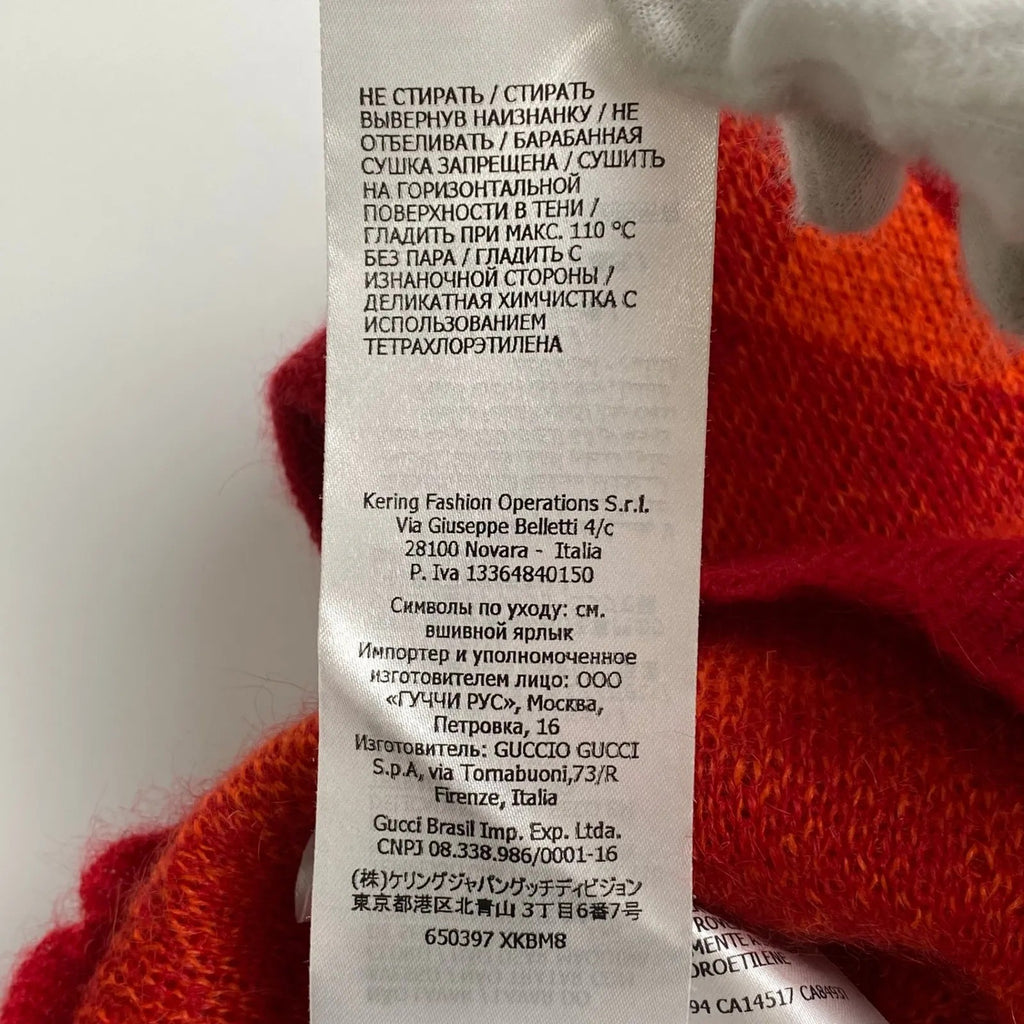 НЕ СТИРАТЬ / СТИРАТЬ
ВЫВЕРНУВ НАИЗНАНКУ / НЕ
ОТБЕЛИВАТЬ / БАРАБАННАЯ
СУШКА ЗАПРЕЩЕНА / СУШИТЬ
НА ГОРИЗОНТАЛЬНОЙ
ПОВЕРХНОСТИ В ТЕНИ /
ГЛАДИТЬ ПРИ МАКС. 110 °C
БЕЗ ПАРА / ГЛАДИТЬ С
ИЗНАНОЧНОЙ СТОРОНЫ /
ДЕЛИКАТНАЯ ХИМЧИСТКА С
ИСПОЛЬЗОВАНИЕМ
ТЕТРАХЛОРЭТИЛЕНА
Kering Fashion Operations S.r.l.
Via Giuseppe Belletti 4/c
28100 Novara - Italia
P. Iva 13364840150
Символы по уходу: см.
вшивной ярлык
Импортер и уполномоченное
изготовителем лицо: ООО
«ГУЧЧИ РУС», Москва,
Петровка, 16
Изготовитель: GUCCIO GUCCI
S.p.A, via Tornabuoni,73/R
Firenze, Italia
Gucci Brasil Imp. Exp. Ltda.
CNPJ 08.338.986/0001-16
(株)ケリングジャパングッチディビジョン
東京都港区北青山 3丁目6番7号
650397 XKBM8
94 CA14517 CA84937